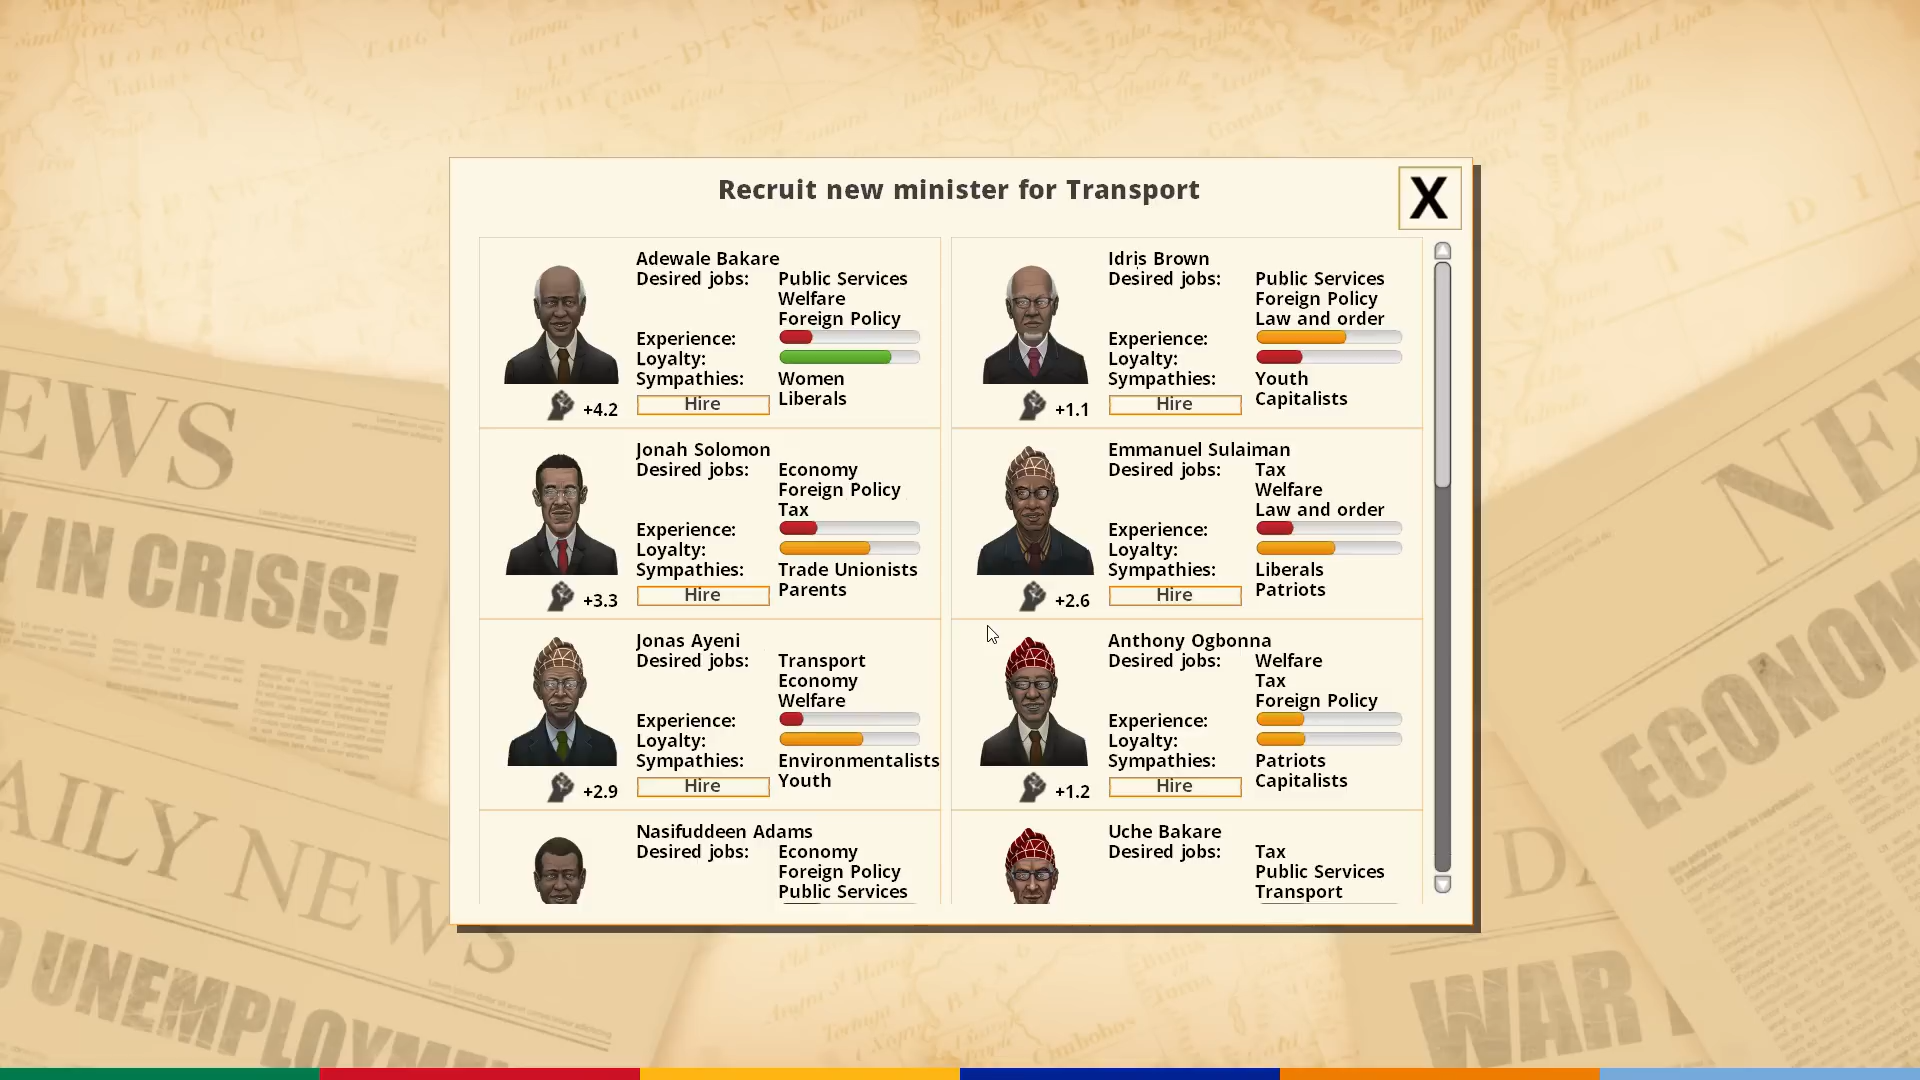 Recruit new minister for Transport
X
Adewale Bakare
Desired jobs: Public Services
Welfare
Foreign Policy
Experience:
Loyalty:
Sympathies: Women
Liberals
+4.2 Hire
Idris Brown
Desired jobs: Public Services
Foreign Policy
Law and order
Experience:
Loyalty:
Sympathies: Youth
Capitalists
+1.1 Hire
Jonah Solomon
Desired jobs: Economy
Foreign Policy
Tax
Experience:
Loyalty:
Sympathies: Trade Unionists
Parents
+3.3 Hire
Emmanuel Sulaiman
Desired jobs: Tax
Welfare
Law and order
Experience:
Loyalty:
Sympathies: Liberals
Patriots
+2.6 Hire
Jonas Ayeni
Desired jobs: Transport
Economy
Welfare
Experience:
Loyalty:
Sympathies: Environmentalists
Youth
+2.9 Hire
Anthony Ogbonna
Desired jobs: Welfare
Tax
Foreign Policy
Experience:
Loyalty:
Sympathies: Patriots
Capitalists
+1.2 Hire
Nasifuddeen Adams
Desired jobs: Economy
Foreign Policy
Public Services
Uche Bakare
Desired jobs: Tax
Public Services
Transport
EWS
Y IN CRISIS!
AILY NEWS
UNEMPLOYME
NE
ECONOM
WAR